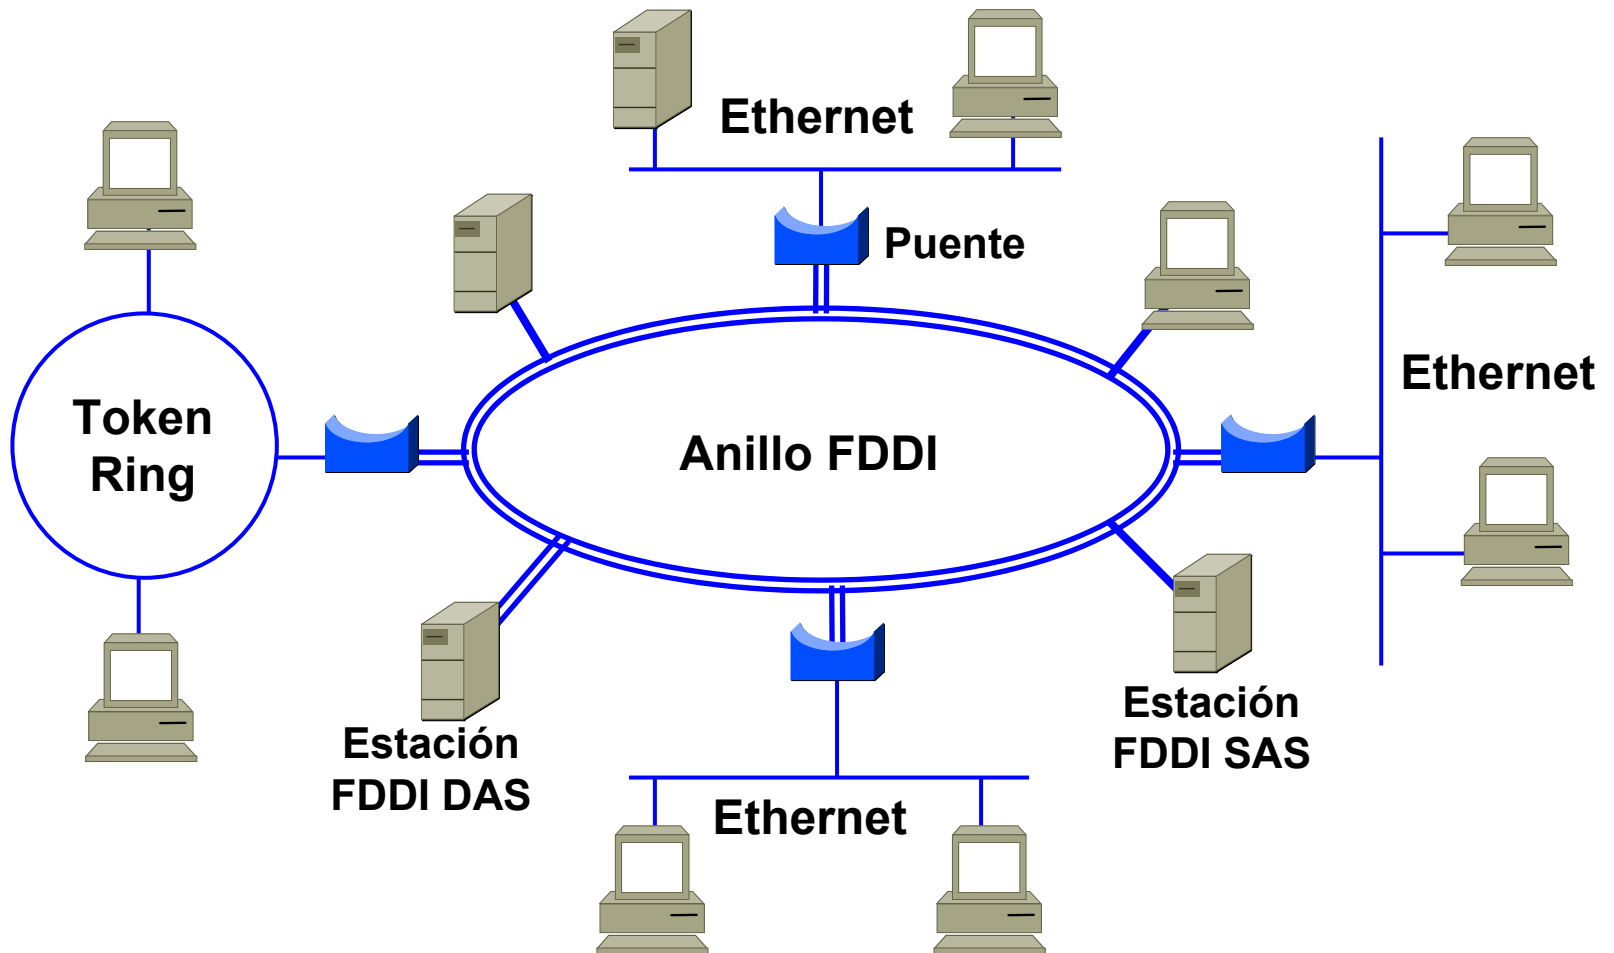 Ethernet
Puente
Ethernet
Token
Ring
Anillo FDDI
Estación
FDDI SAS
Estación
FDDI DAS
Ethernet